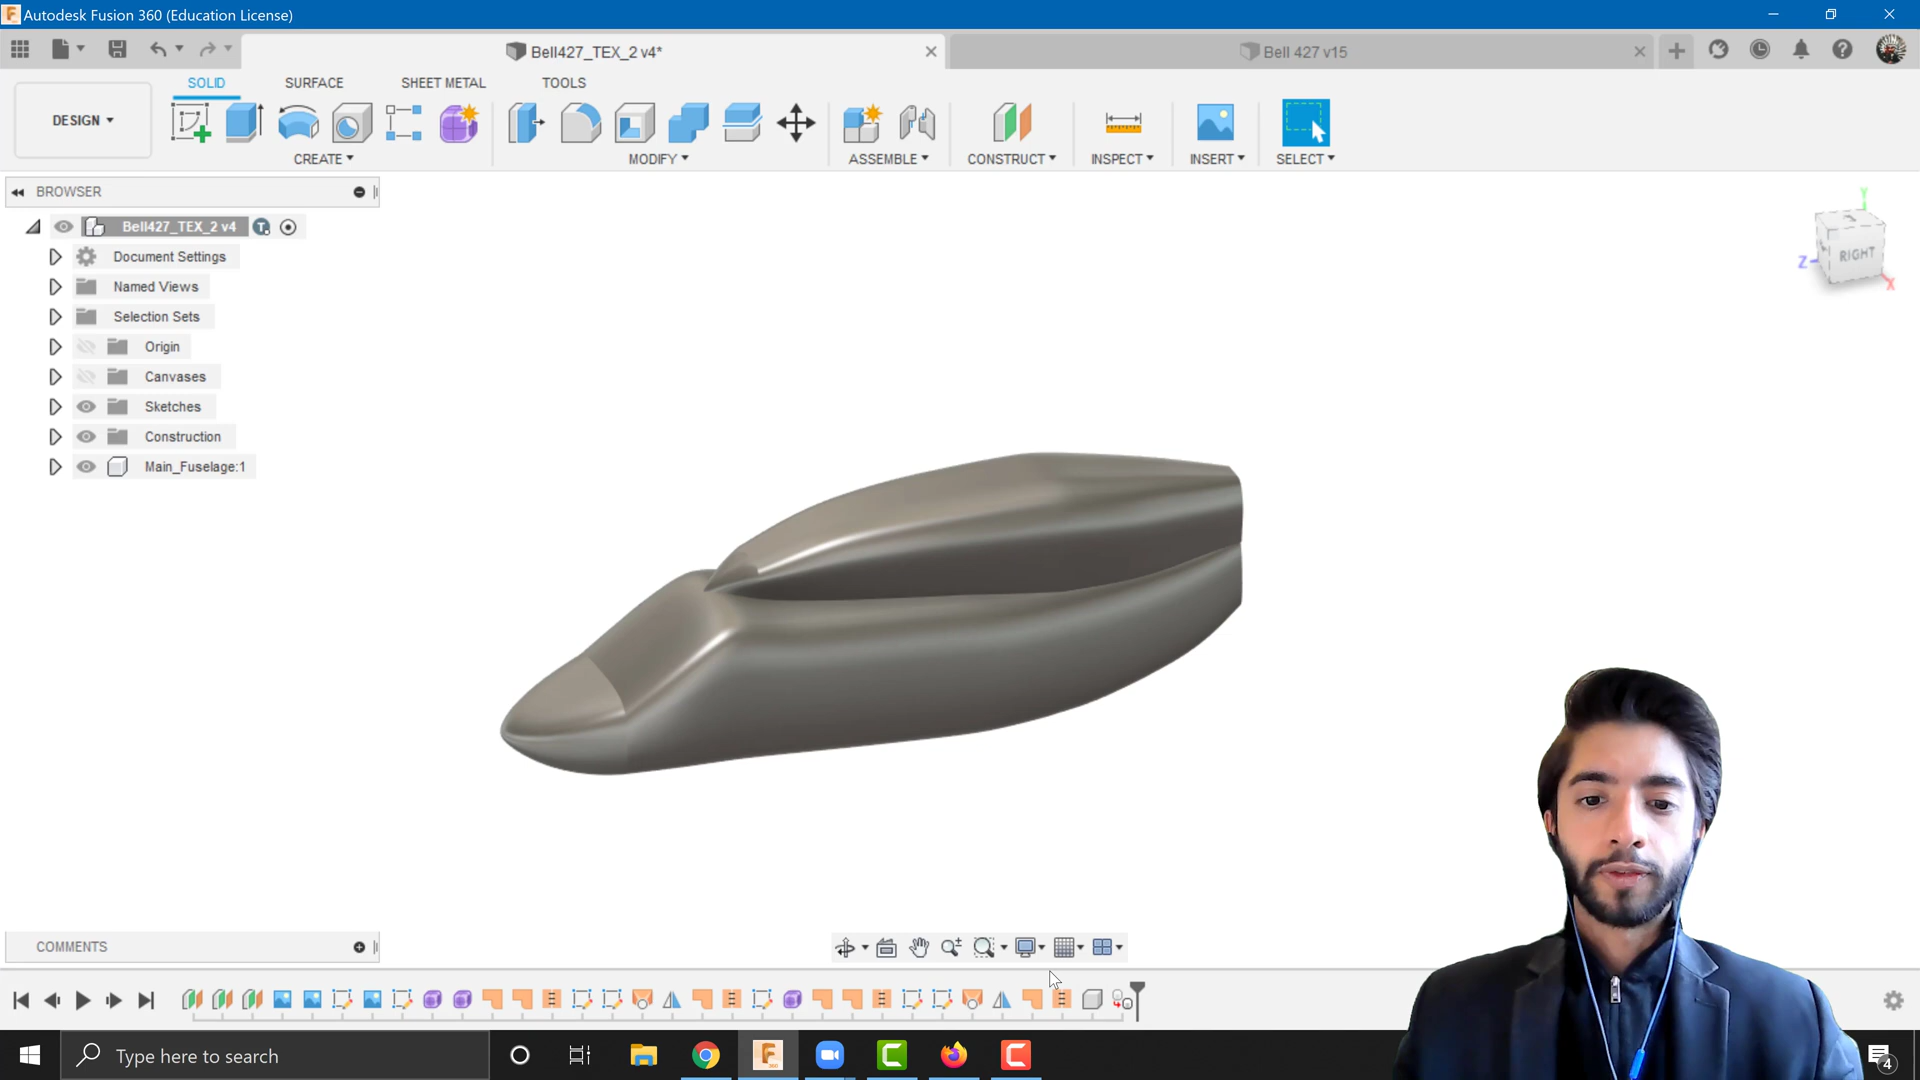 Autodesk Fusion 360 (Education License)
Bell427_TEX_2 v4*
Bell 427 v15
SOLID SURFACE SHEET METAL TOOLS
DESIGN
CREATE MODIFY ASSEMBLE CONSTRUCT INSPECT INSERT SELECT
BROWSER
Bell427_TEX_2 v4
Document Settings
Named Views
Selection Sets
Origin
Canvases
Sketches
Construction
Main_Fuselage:1
Y
RIGHT
Z
X
COMMENTS
Type here to search
4